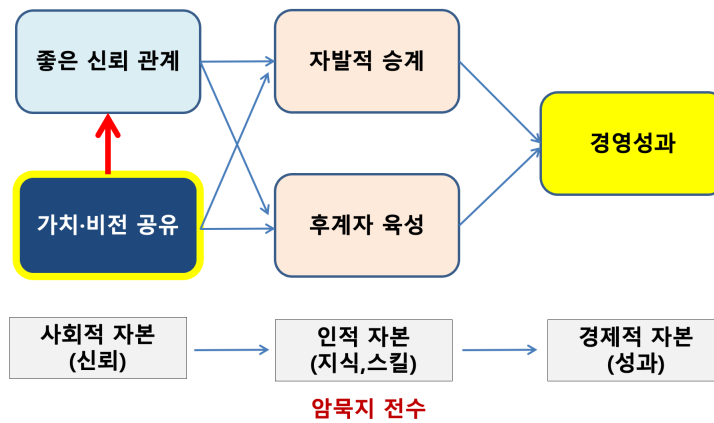 좋은 신뢰 관계
자발적 승계
경영성과
가치·비전 공유
후계자 육성
사회적 자본
(신뢰)
인적 자본
(지식,스킬)
경제적 자본
(성과)
암묵지 전수